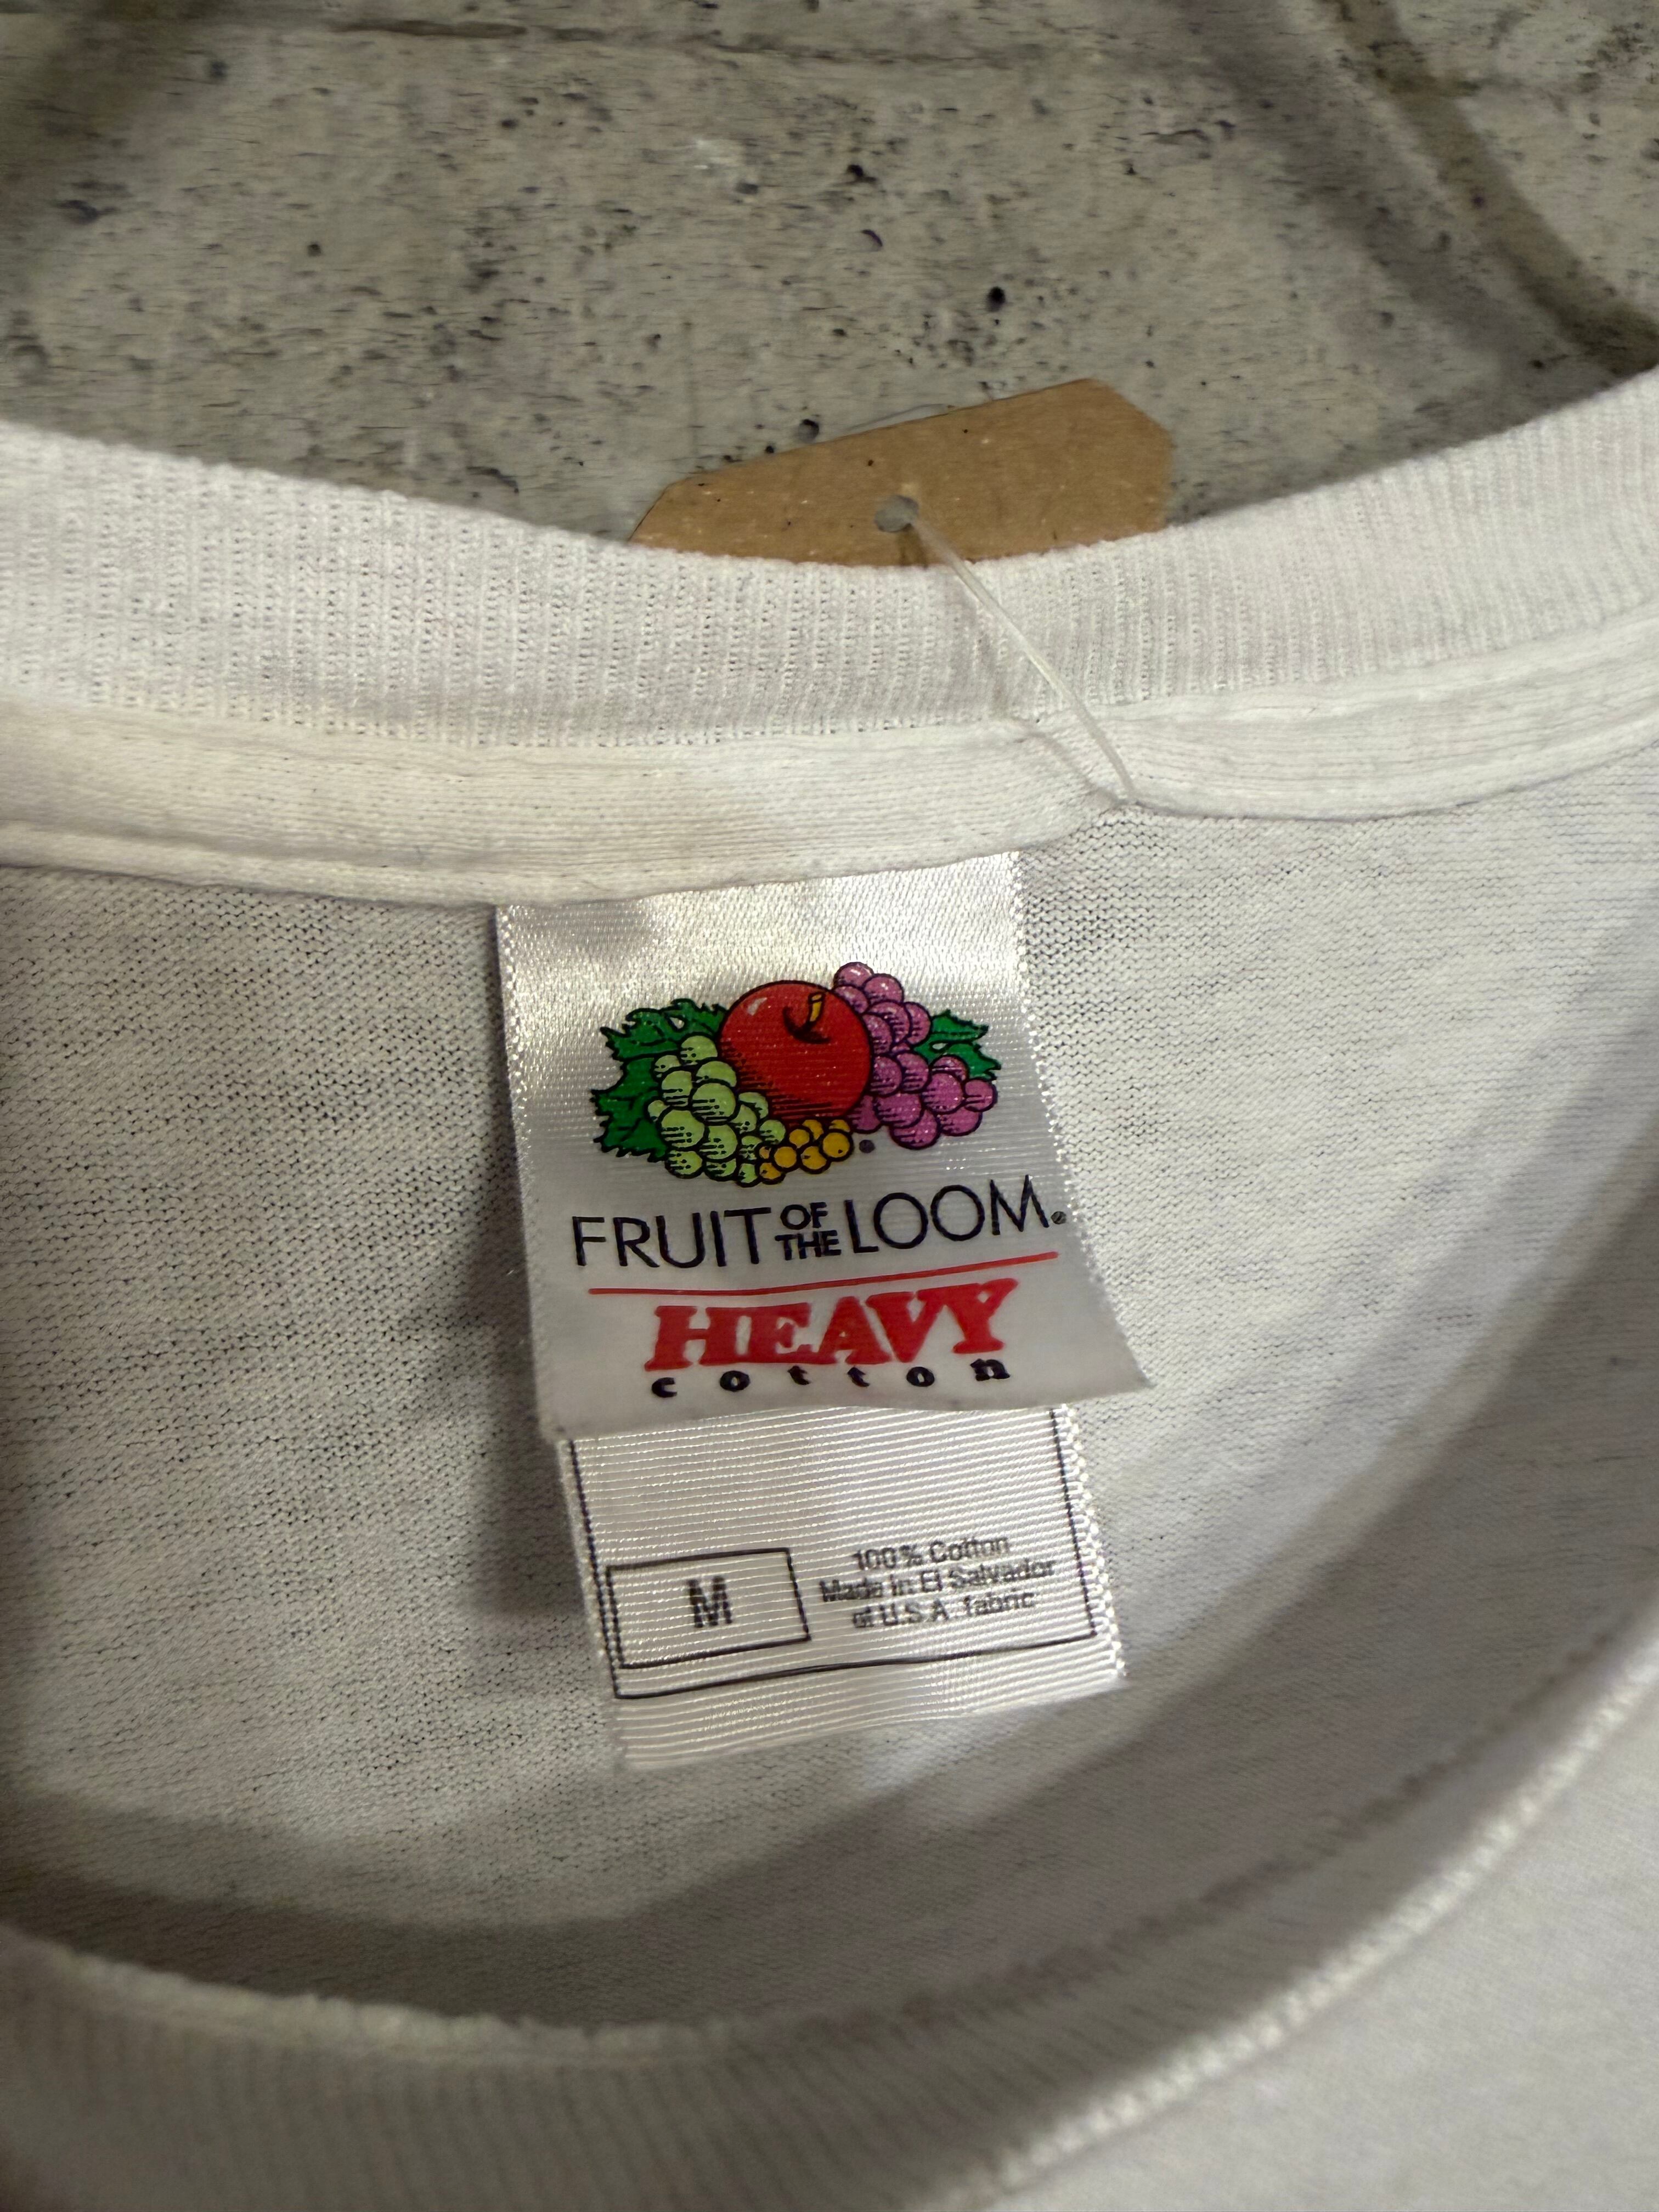 FRUIT OF THE LOOM®
HEAVY
cotton
M
100% Cotton
Made in El Salvador
of U.S.A. fabric